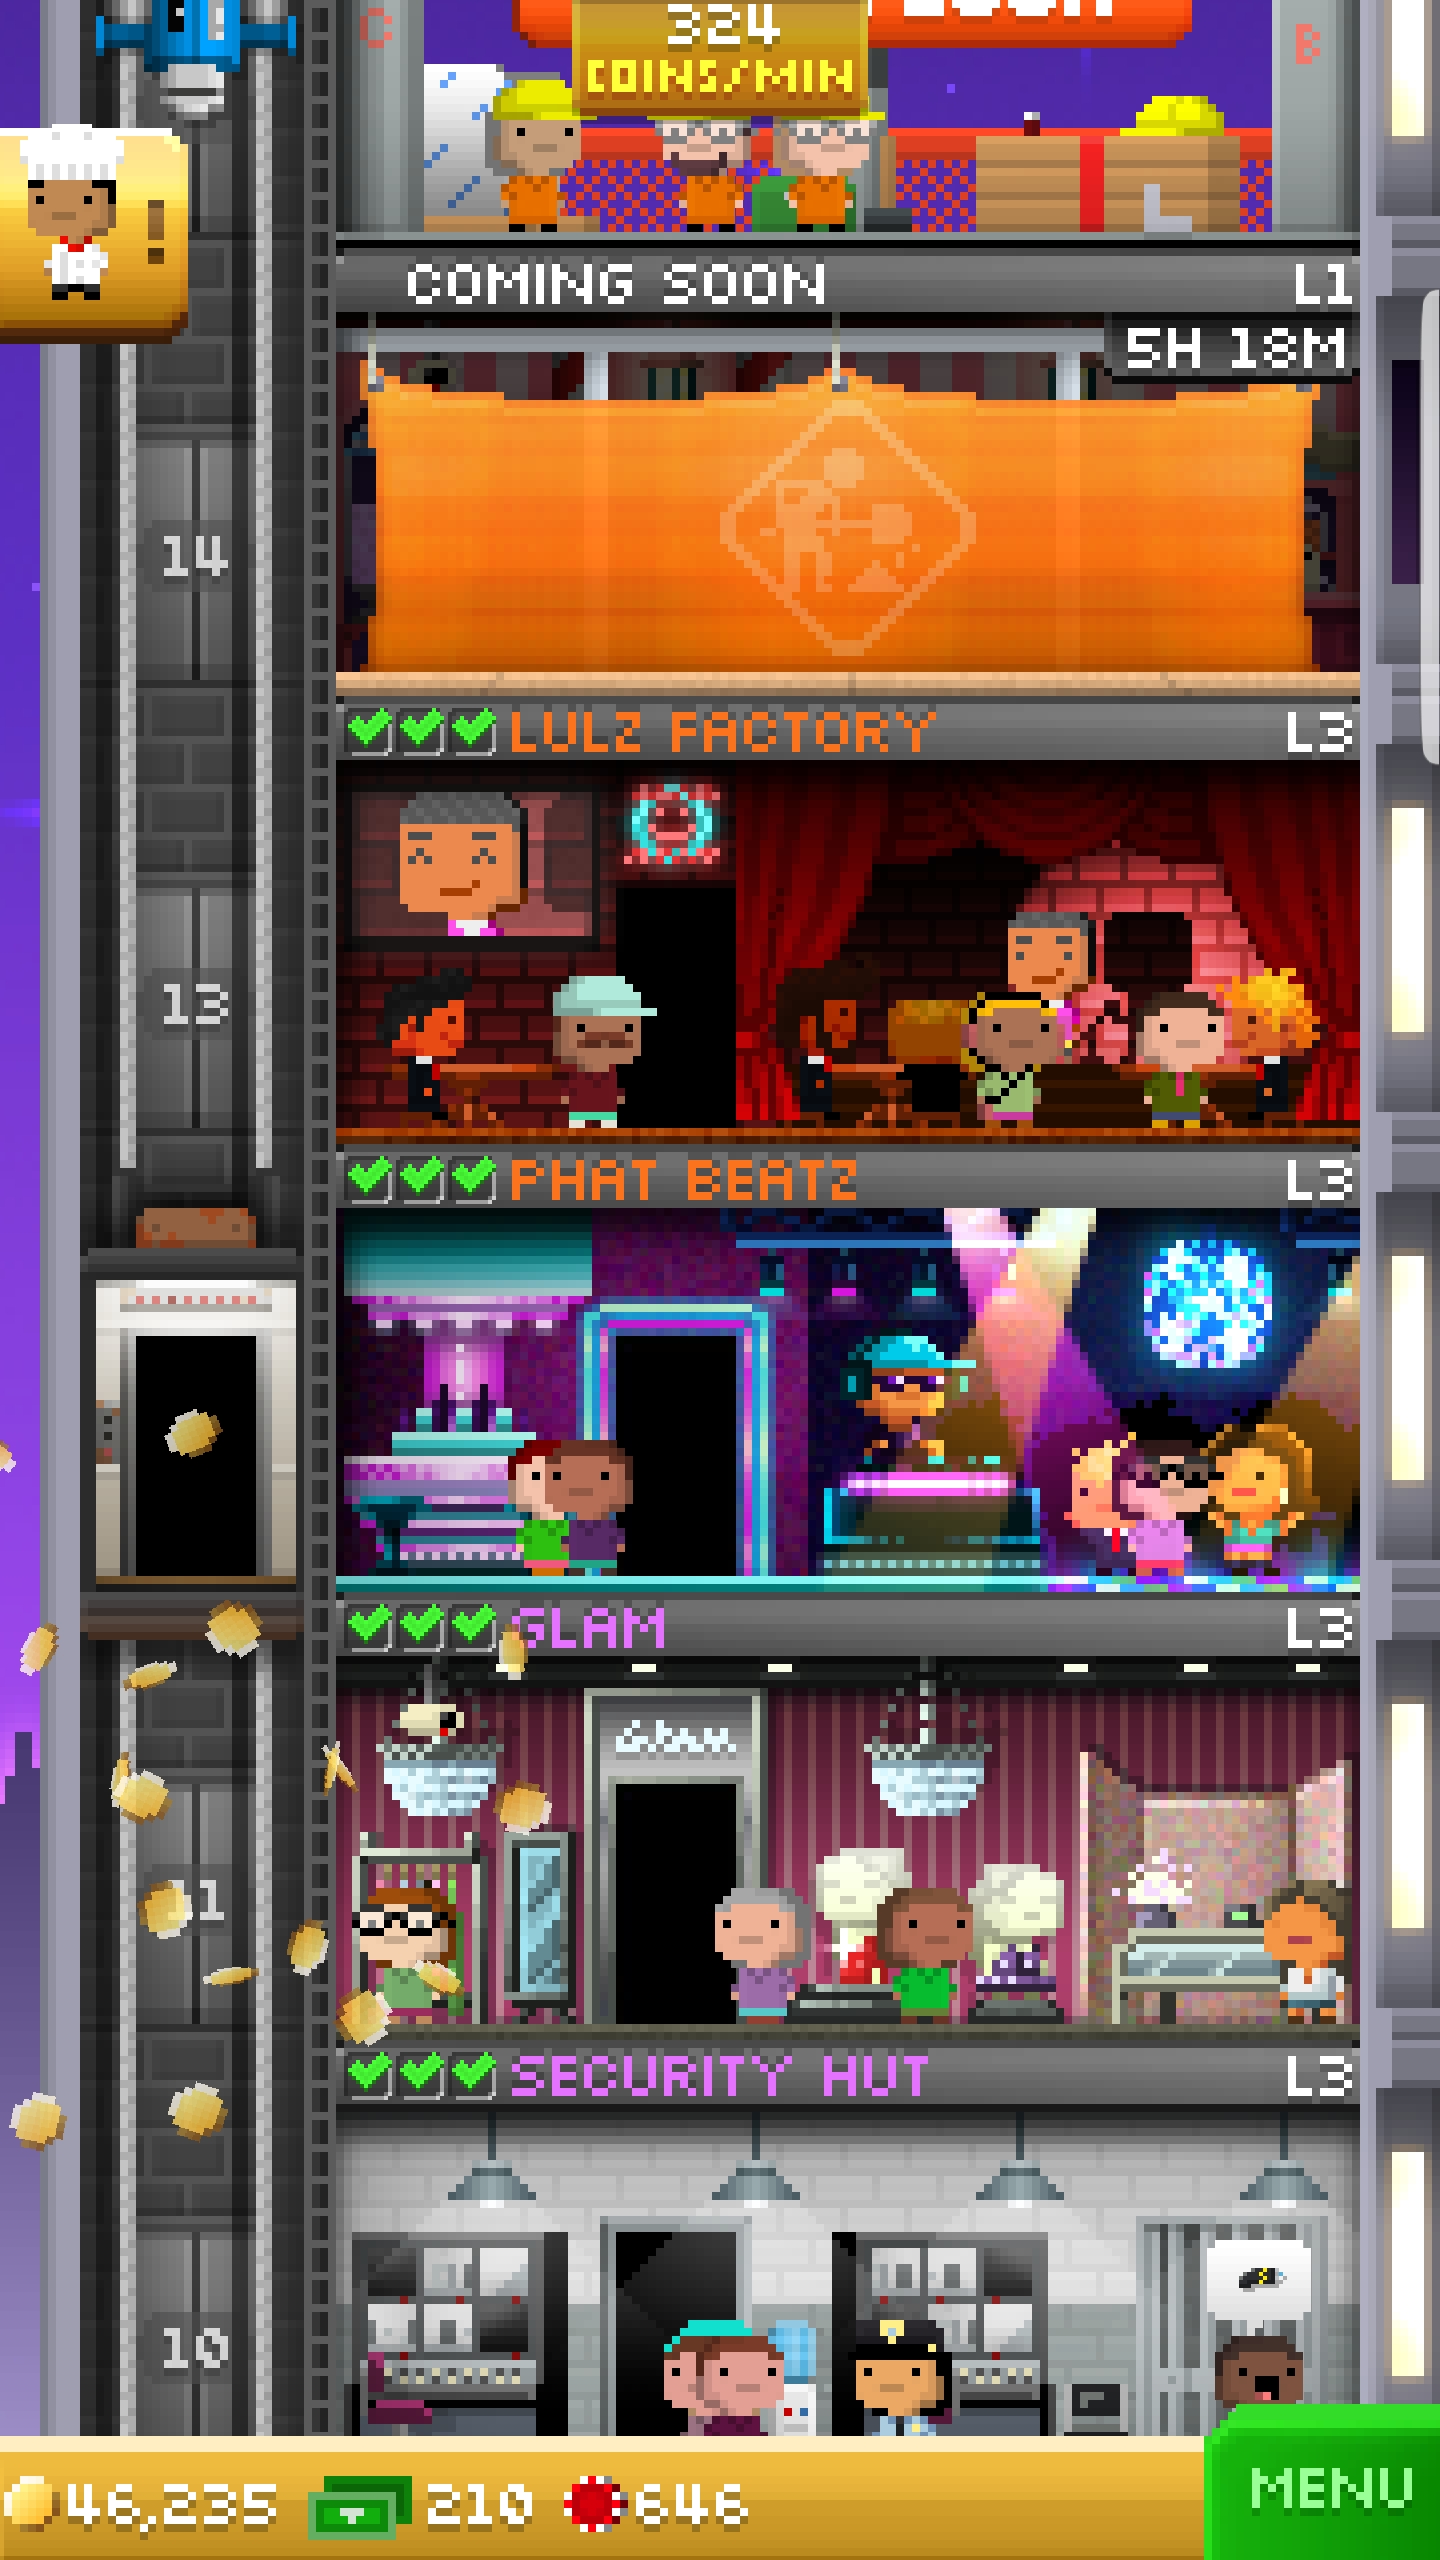 C
B
324
COINS/MIN
COMING SOON L1
5H 18M
14
LULZ FACTORY L3
13
PHAT BEATZ L3
GLAM L3
Glam
SECURITY HUT L3
10
46,235 210 646
MENU